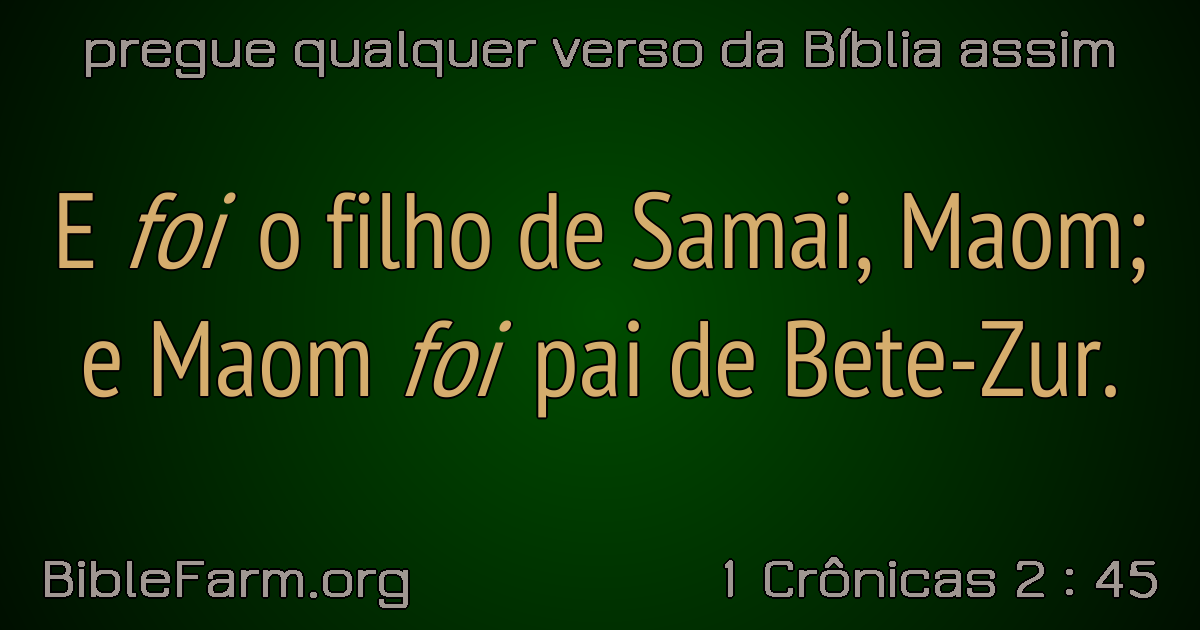 pregue qualquer verso da Bíblia assim
E foi o filho de Samai, Maom;
e Maom foi pai de Bete-Zur.
BibleFarm.org
1 Crônicas 2 : 45